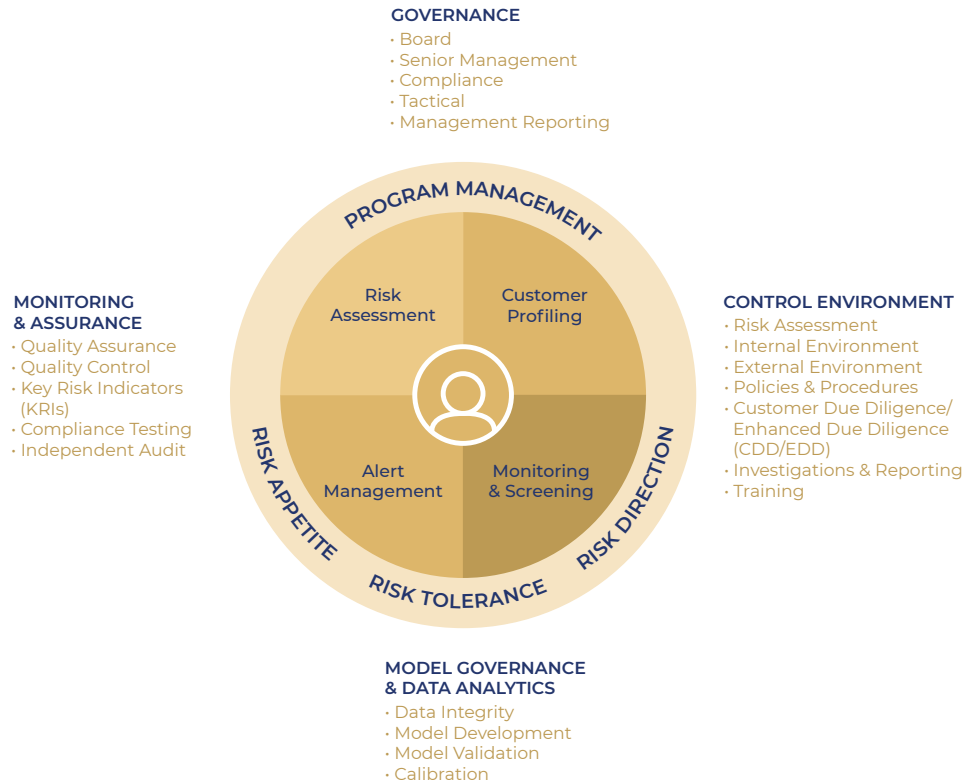 GOVERNANCE
· Board
· Senior Management
· Compliance
· Tactical
· Management Reporting
PROGRAM MANAGEMENT
Risk
Assessment
Customer
Profiling
MONITORING
& ASSURANCE
· Quality Assurance
· Quality Control
· Key Risk Indicators
(KRIs)
· Compliance Testing
· Independent Audit
CONTROL ENVIRONMENT
· Risk Assessment
· Internal Environment
· External Environment
· Policies & Procedures
· Customer Due Diligence/
Enhanced Due Diligence
(CDD/EDD)
· Investigations & Reporting
· Training
Alert
Management
Monitoring
& Screening
RISK APPETITE
RISK TOLERANCE
RISK DIRECTION
MODEL GOVERNANCE
& DATA ANALYTICS
· Data Integrity
· Model Development
· Model Validation
· Calibration